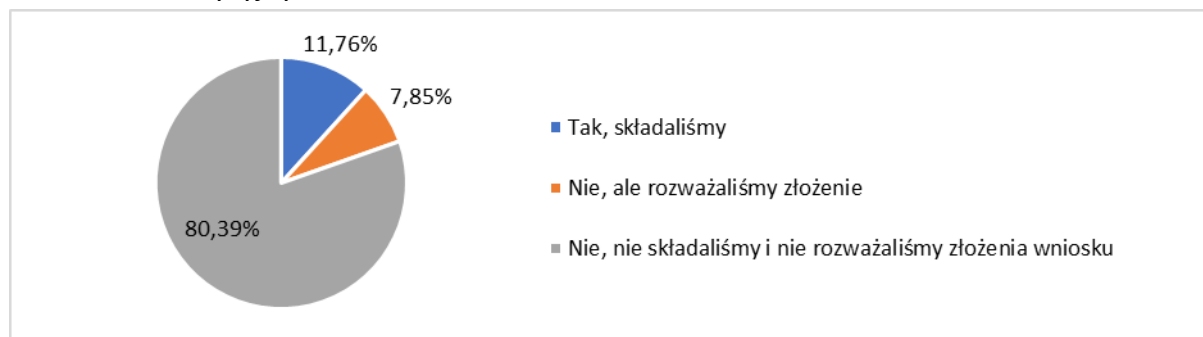 11,76%
7,85%
80,39%
Tak, składaliśmy
Nie, ale rozważaliśmy złożenie
Nie, nie składaliśmy i nie rozważaliśmy złożenia wniosku